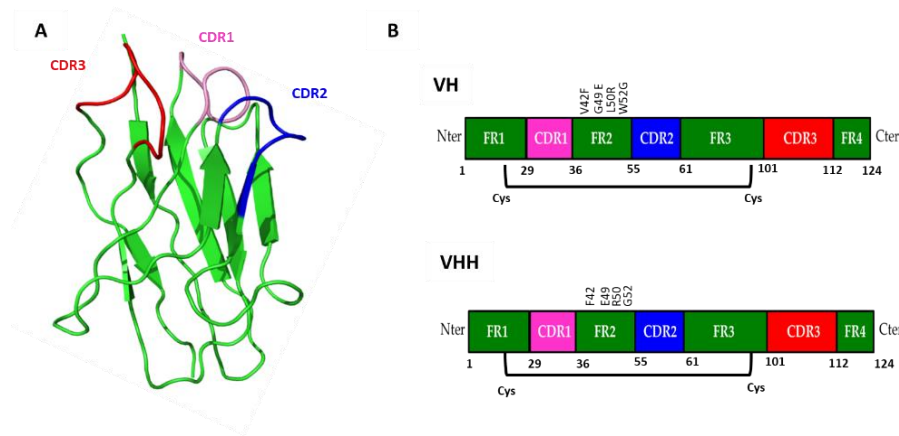 A
CDR1
CDR3
CDR2
B
VH
V42F
G49 E
L50R
W52G
Nter FR1 CDR1 FR2 CDR2 FR3 CDR3 FR4 Cter
1 29 36 55 61 101 112 124
Cys Cys
VHH
F42
E49
R50
G52
Nter FR1 CDR1 FR2 CDR2 FR3 CDR3 FR4 Cter
1 29 36 55 61 101 112 124
Cys Cys